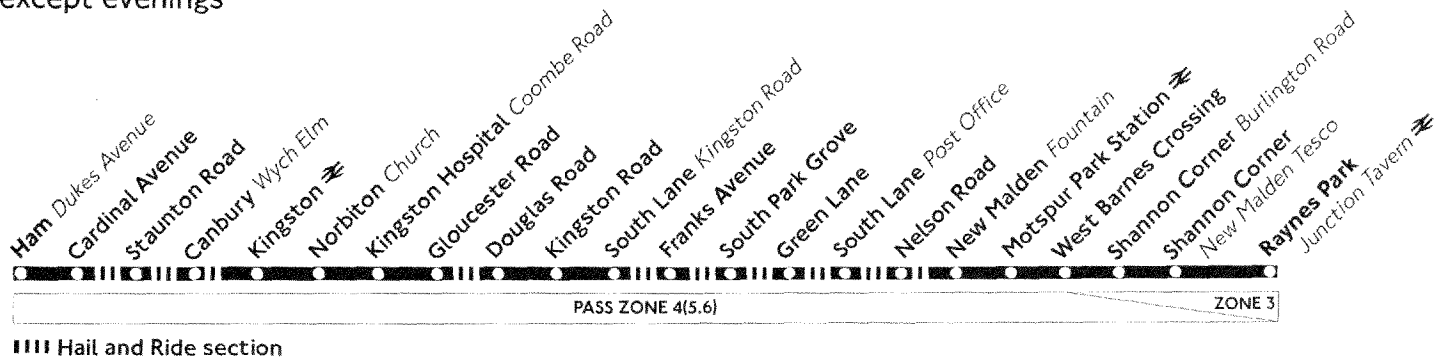 except evenings
Ham Dukes Avenue
Cardinal Avenue
Staunton Road
Canbury Wych Elm
Kingston
Norbiton Church
Kingston Hospital Coombe Road
Gloucester Road
Douglas Road
Kingston Road
South Lane Kingston Road
Franks Avenue
South Park Grove
Green Lane
South Lane Post Office
Nelson Road
New Malden Fountain
Motspur Park Station
West Barnes Crossing
Shannon Corner Burlington Road
Shannon Corner
New Malden Tesco
Raynes Park
Junction Tavern
PASS ZONE 4(5.6)
ZONE 3
Hail and Ride section